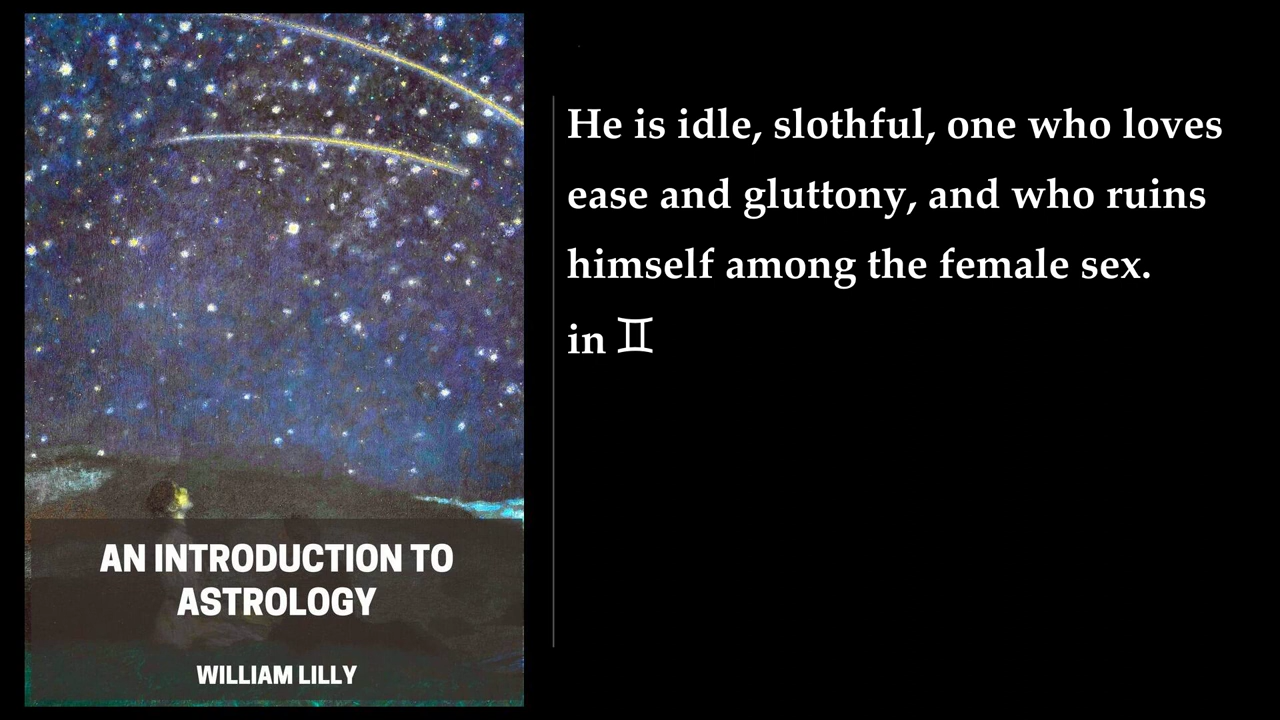 He is idle, slothful, one who loves
ease and gluttony, and who ruins
himself among the female sex.
in ♊
AN INTRODUCTION TO
ASTROLOGY
WILLIAM LILLY